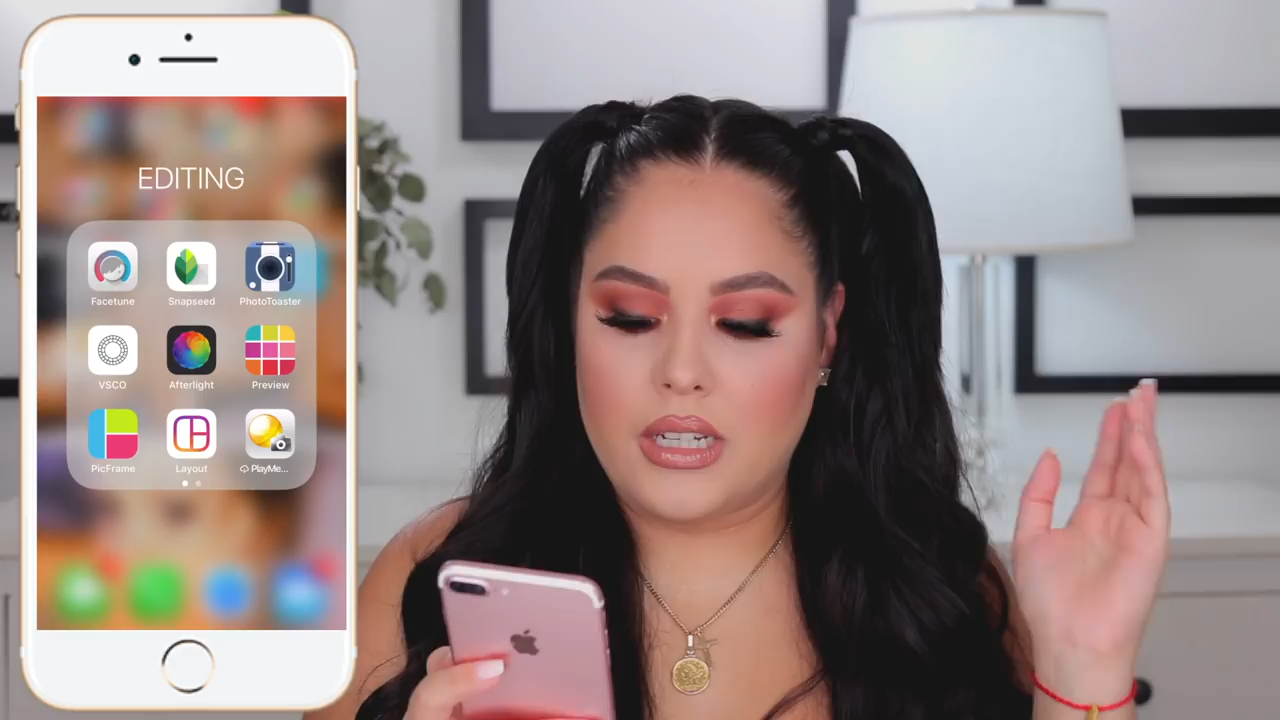 EDITING
Facetune Snapseed PhotoToaster
VSCO Afterlight Preview
PicFrame Layout PlayMe...